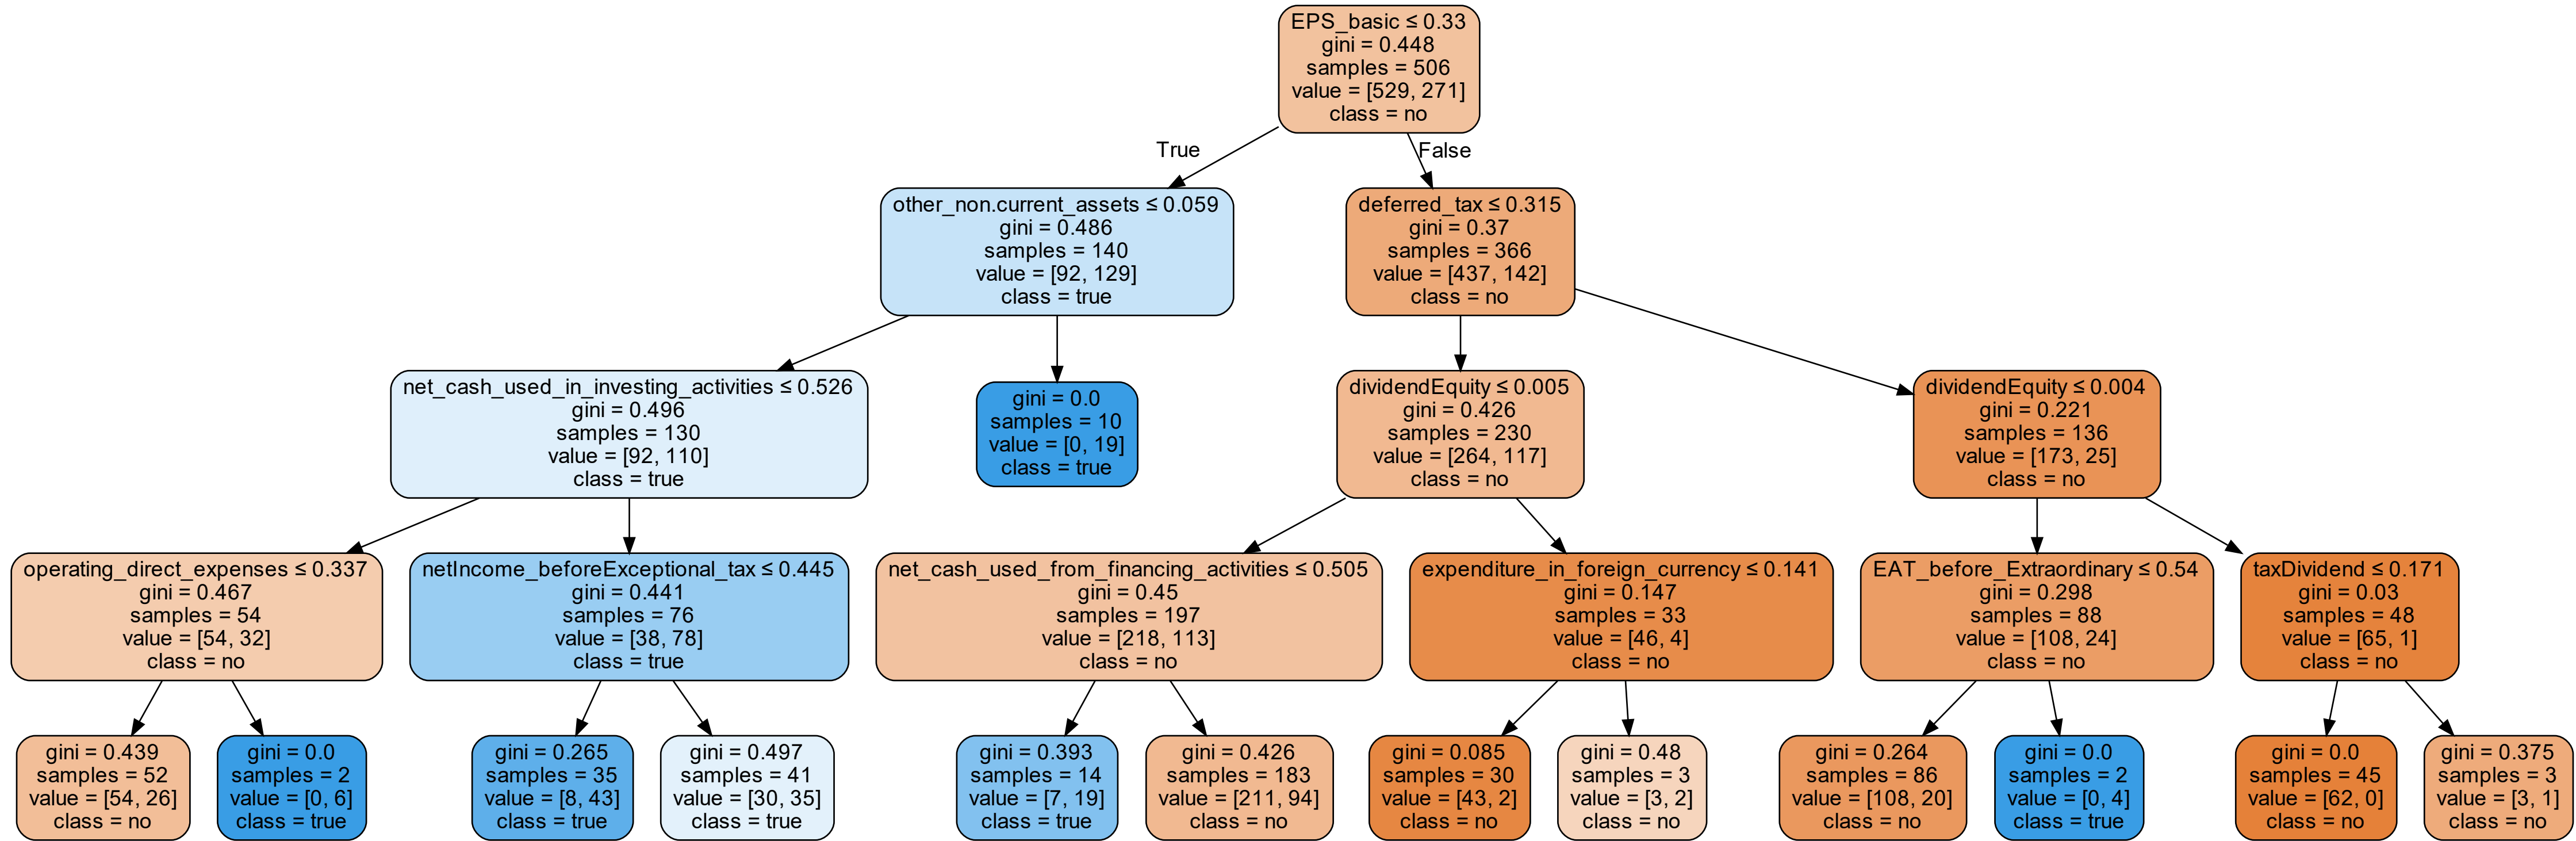 EPS_basic ≤ 0.33
gini = 0.448
samples = 506
value = [529, 271]
class = no
True
False
other_non.current_assets ≤ 0.059
gini = 0.486
samples = 140
value = [92, 129]
class = true
deferred_tax ≤ 0.315
gini = 0.37
samples = 366
value = [437, 142]
class = no
net_cash_used_in_investing_activities ≤ 0.526
gini = 0.496
samples = 130
value = [92, 110]
class = true
gini = 0.0
samples = 10
value = [0, 19]
class = true
dividendEquity ≤ 0.005
gini = 0.426
samples = 230
value = [264, 117]
class = no
dividendEquity ≤ 0.004
gini = 0.221
samples = 136
value = [173, 25]
class = no
operating_direct_expenses ≤ 0.337
gini = 0.467
samples = 54
value = [54, 32]
class = no
netIncome_beforeExceptional_tax ≤ 0.445
gini = 0.441
samples = 76
value = [38, 78]
class = true
net_cash_used_from_financing_activities ≤ 0.505
gini = 0.45
samples = 197
value = [218, 113]
class = no
expenditure_in_foreign_currency ≤ 0.141
gini = 0.147
samples = 33
value = [46, 4]
class = no
EAT_before_Extraordinary ≤ 0.54
gini = 0.298
samples = 88
value = [108, 24]
class = no
taxDividend ≤ 0.171
gini = 0.03
samples = 48
value = [65, 1]
class = no
gini = 0.439
samples = 52
value = [54, 26]
class = no
gini = 0.0
samples = 2
value = [0, 6]
class = true
gini = 0.265
samples = 35
value = [8, 43]
class = true
gini = 0.497
samples = 41
value = [30, 35]
class = true
gini = 0.393
samples = 14
value = [7, 19]
class = true
gini = 0.426
samples = 183
value = [211, 94]
class = no
gini = 0.085
samples = 30
value = [43, 2]
class = no
gini = 0.48
samples = 3
value = [3, 2]
class = no
gini = 0.264
samples = 86
value = [108, 20]
class = no
gini = 0.0
samples = 2
value = [0, 4]
class = true
gini = 0.0
samples = 45
value = [62, 0]
class = no
gini = 0.375
samples = 3
value = [3, 1]
class = no